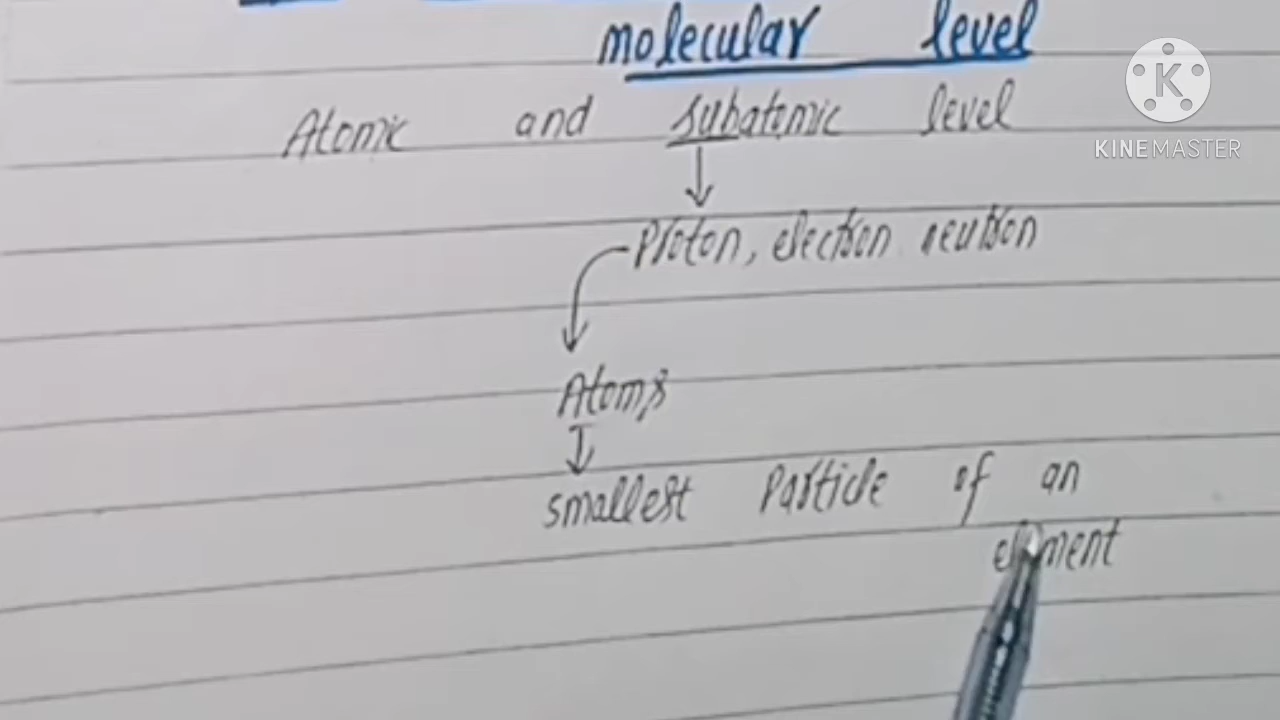 molecular level
Atomic and subatomic level
Proton, electron neutron
Atoms
smallest Particle of an
element
K
KINEMASTER